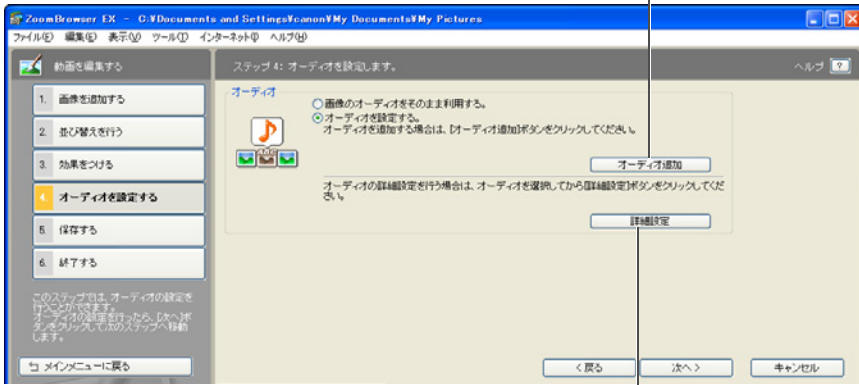 ZoomBrowser EX - C:¥Documents and Settings¥canon¥My Documents¥My Pictures
ファイル(F) 編集(E) 表示(V) ツール(T) インターネット(I) ヘルプ(H)
動画を編集する
ステップ 4: オーディオを設定します。
ヘルプ ?
1. 画像を追加する
2. 並び替えを行う
3. 効果をつける
4. オーディオを設定する
5. 保存する
6. 終了する
このステップでは、オーディオの設定を
行うことができます。
オーディオの設定を行ったら、[次へ]ボ
タンをクリックして次のステップへ移動
します。
メインメニューに戻る
オーディオ
画像のオーディオをそのまま利用する。
オーディオを設定する。
オーディオを追加する場合は、[オーディオ追加]ボタンをクリックしてください。
オーディオ追加
オーディオの詳細設定を行う場合は、オーディオを選択してから[詳細設定]ボタンをクリックしてくだ
さい。
詳細設定
< 戻る
次へ >
キャンセル